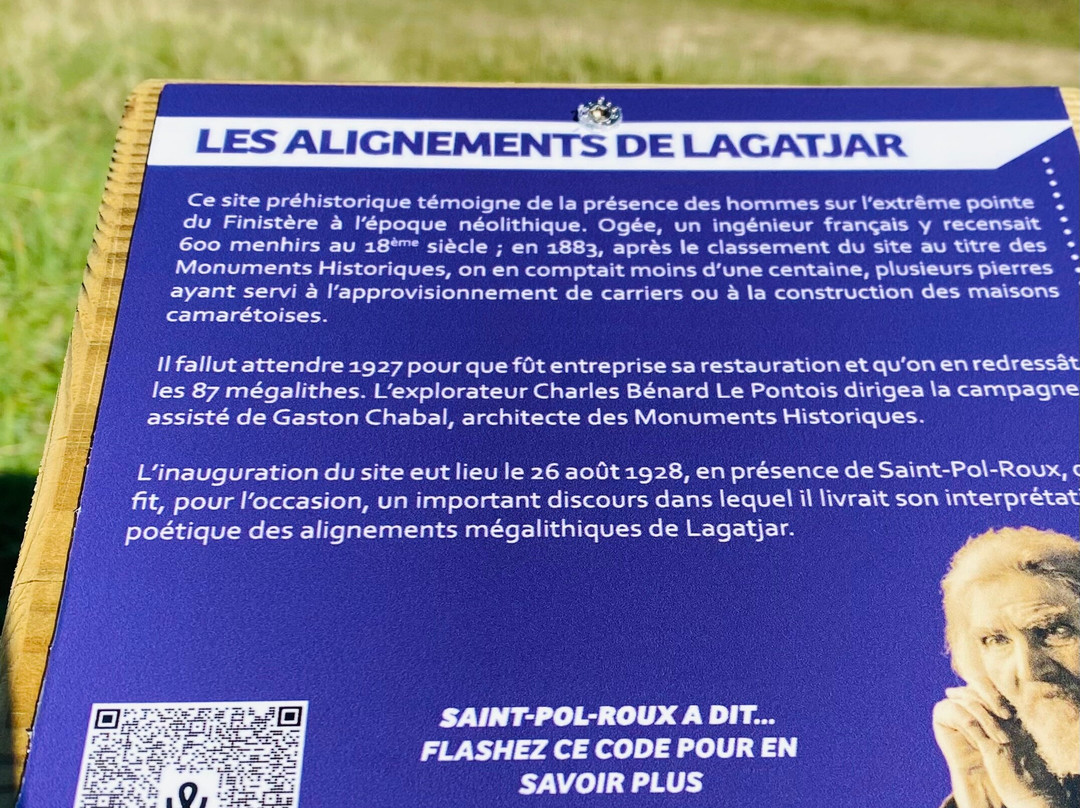 LES ALIGNEMENTS DE LAGATJAR
Ce site préhistorique témoigne de la présence des hommes sur l'extrême pointe
du Finistère à l'époque néolithique. Ogée, un ingénieur français y recensait
600 menhirs au 18ème siècle ; en 1883, après le classement du site au titre des
Monuments Historiques, on en comptait moins d'une centaine, plusieurs pierres
ayant servi à l'approvisionnement de carriers ou à la construction des maisons
camarétoises.
Il fallut attendre 1927 pour que fût entreprise sa restauration et qu'on en redressât
les 87 mégalithes. L'explorateur Charles Bénard Le Pontois dirigea la campagne
assisté de Gaston Chabal, architecte des Monuments Historiques.
L'inauguration du site eut lieu le 26 août 1928, en présence de Saint-Pol-Roux,
fit, pour l'occasion, un important discours dans lequel il livrait son interprétat
poétique des alignements mégalithiques de Lagatjar.
SAINT-POL-ROUX A DIT...
FLASHEZ CE CODE POUR EN
SAVOIR PLUS